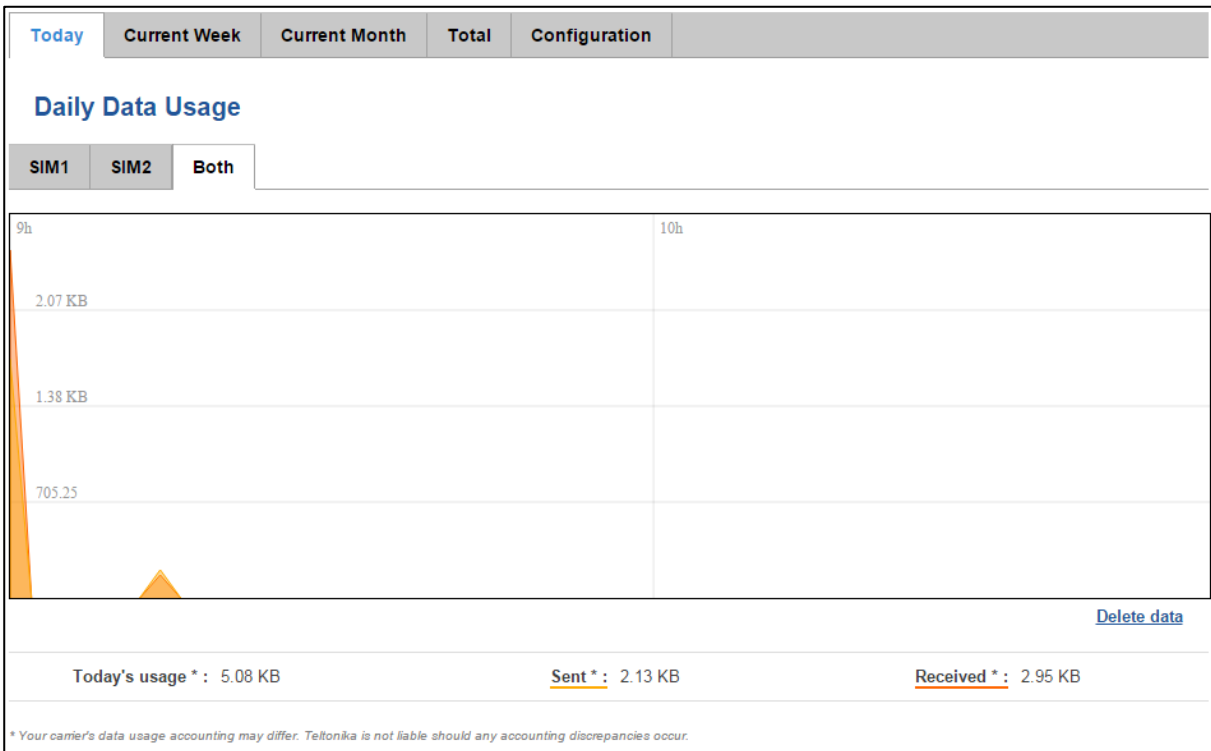 Today Current Week Current Month Total Configuration
Daily Data Usage
SIM1 SIM2 Both
9h 10h
2.07 KB
1.38 KB
705.25
Delete data
Today's usage * : 5.08 KB Sent * : 2.13 KB Received * : 2.95 KB
* Your carrier's data usage accounting may differ. Teltonika is not liable should any accounting discrepancies occur.